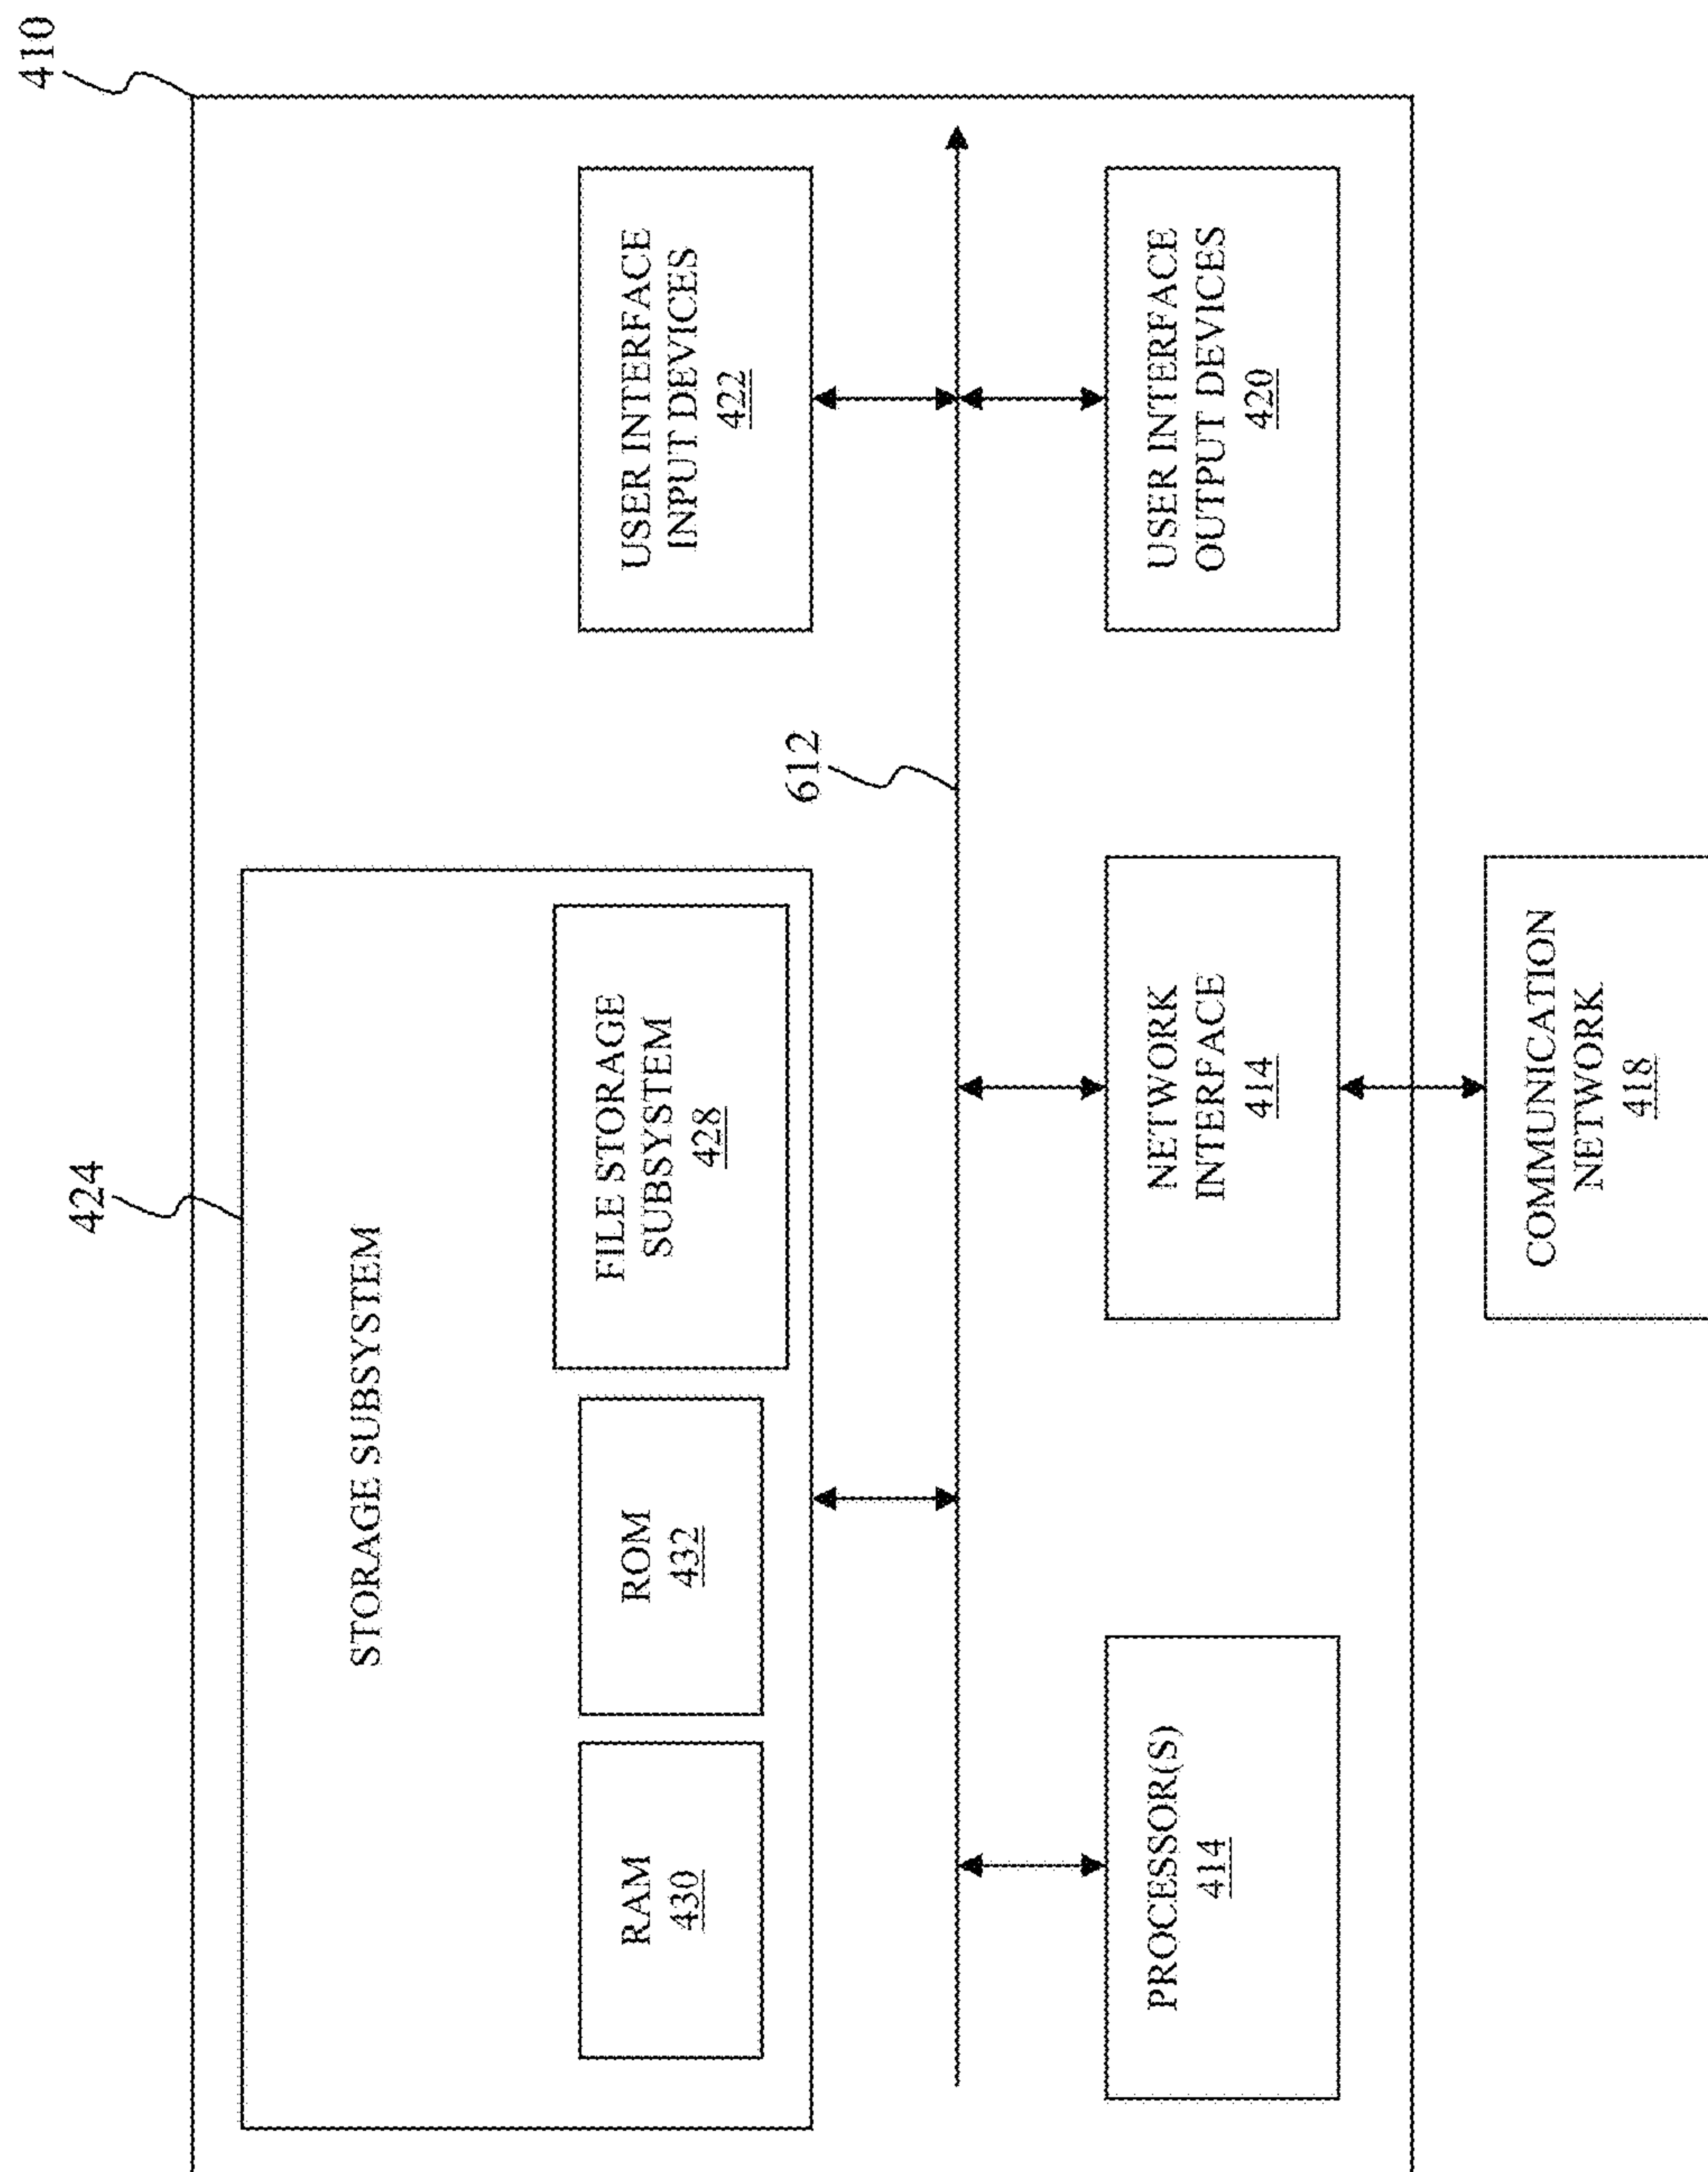 410
424
STORAGE SUBSYSTEM
RAM
430
ROM
432
FILE STORAGE
SUBSYSTEM
428
USER INTERFACE
INPUT DEVICES
422
612
PROCESSOR(S)
414
NETWORK
INTERFACE
414
USER INTERFACE
OUTPUT DEVICES
420
COMMUNICATION
NETWORK
418